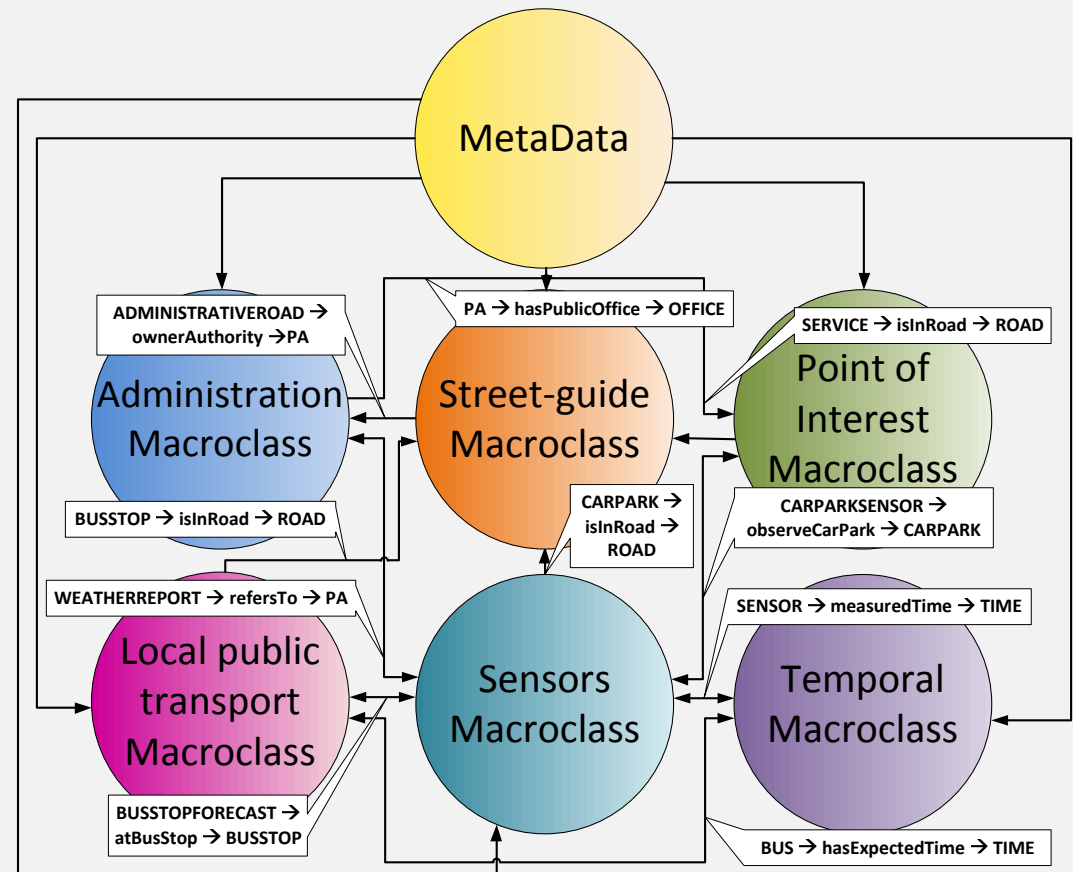 MetaData
ADMINISTRATIVEROAD →
ownerAuthority →PA
PA → hasPublicOffice → OFFICE
SERVICE → isInRoad → ROAD
Administration
Macroclass
Street-guide
Macroclass
Point of
Interest
Macroclass
BUSSTOP → isInRoad → ROAD
CARPARK →
isInRoad →
ROAD
CARPARKSENSOR →
observeCarPark → CARPARK
WEATHERREPORT → refersTo → PA
SENSOR → measuredTime → TIME
Local public
transport
Macroclass
Sensors
Macroclass
Temporal
Macroclass
BUSSTOPFORECAST →
atBusStop → BUSSTOP
BUS → hasExpectedTime → TIME